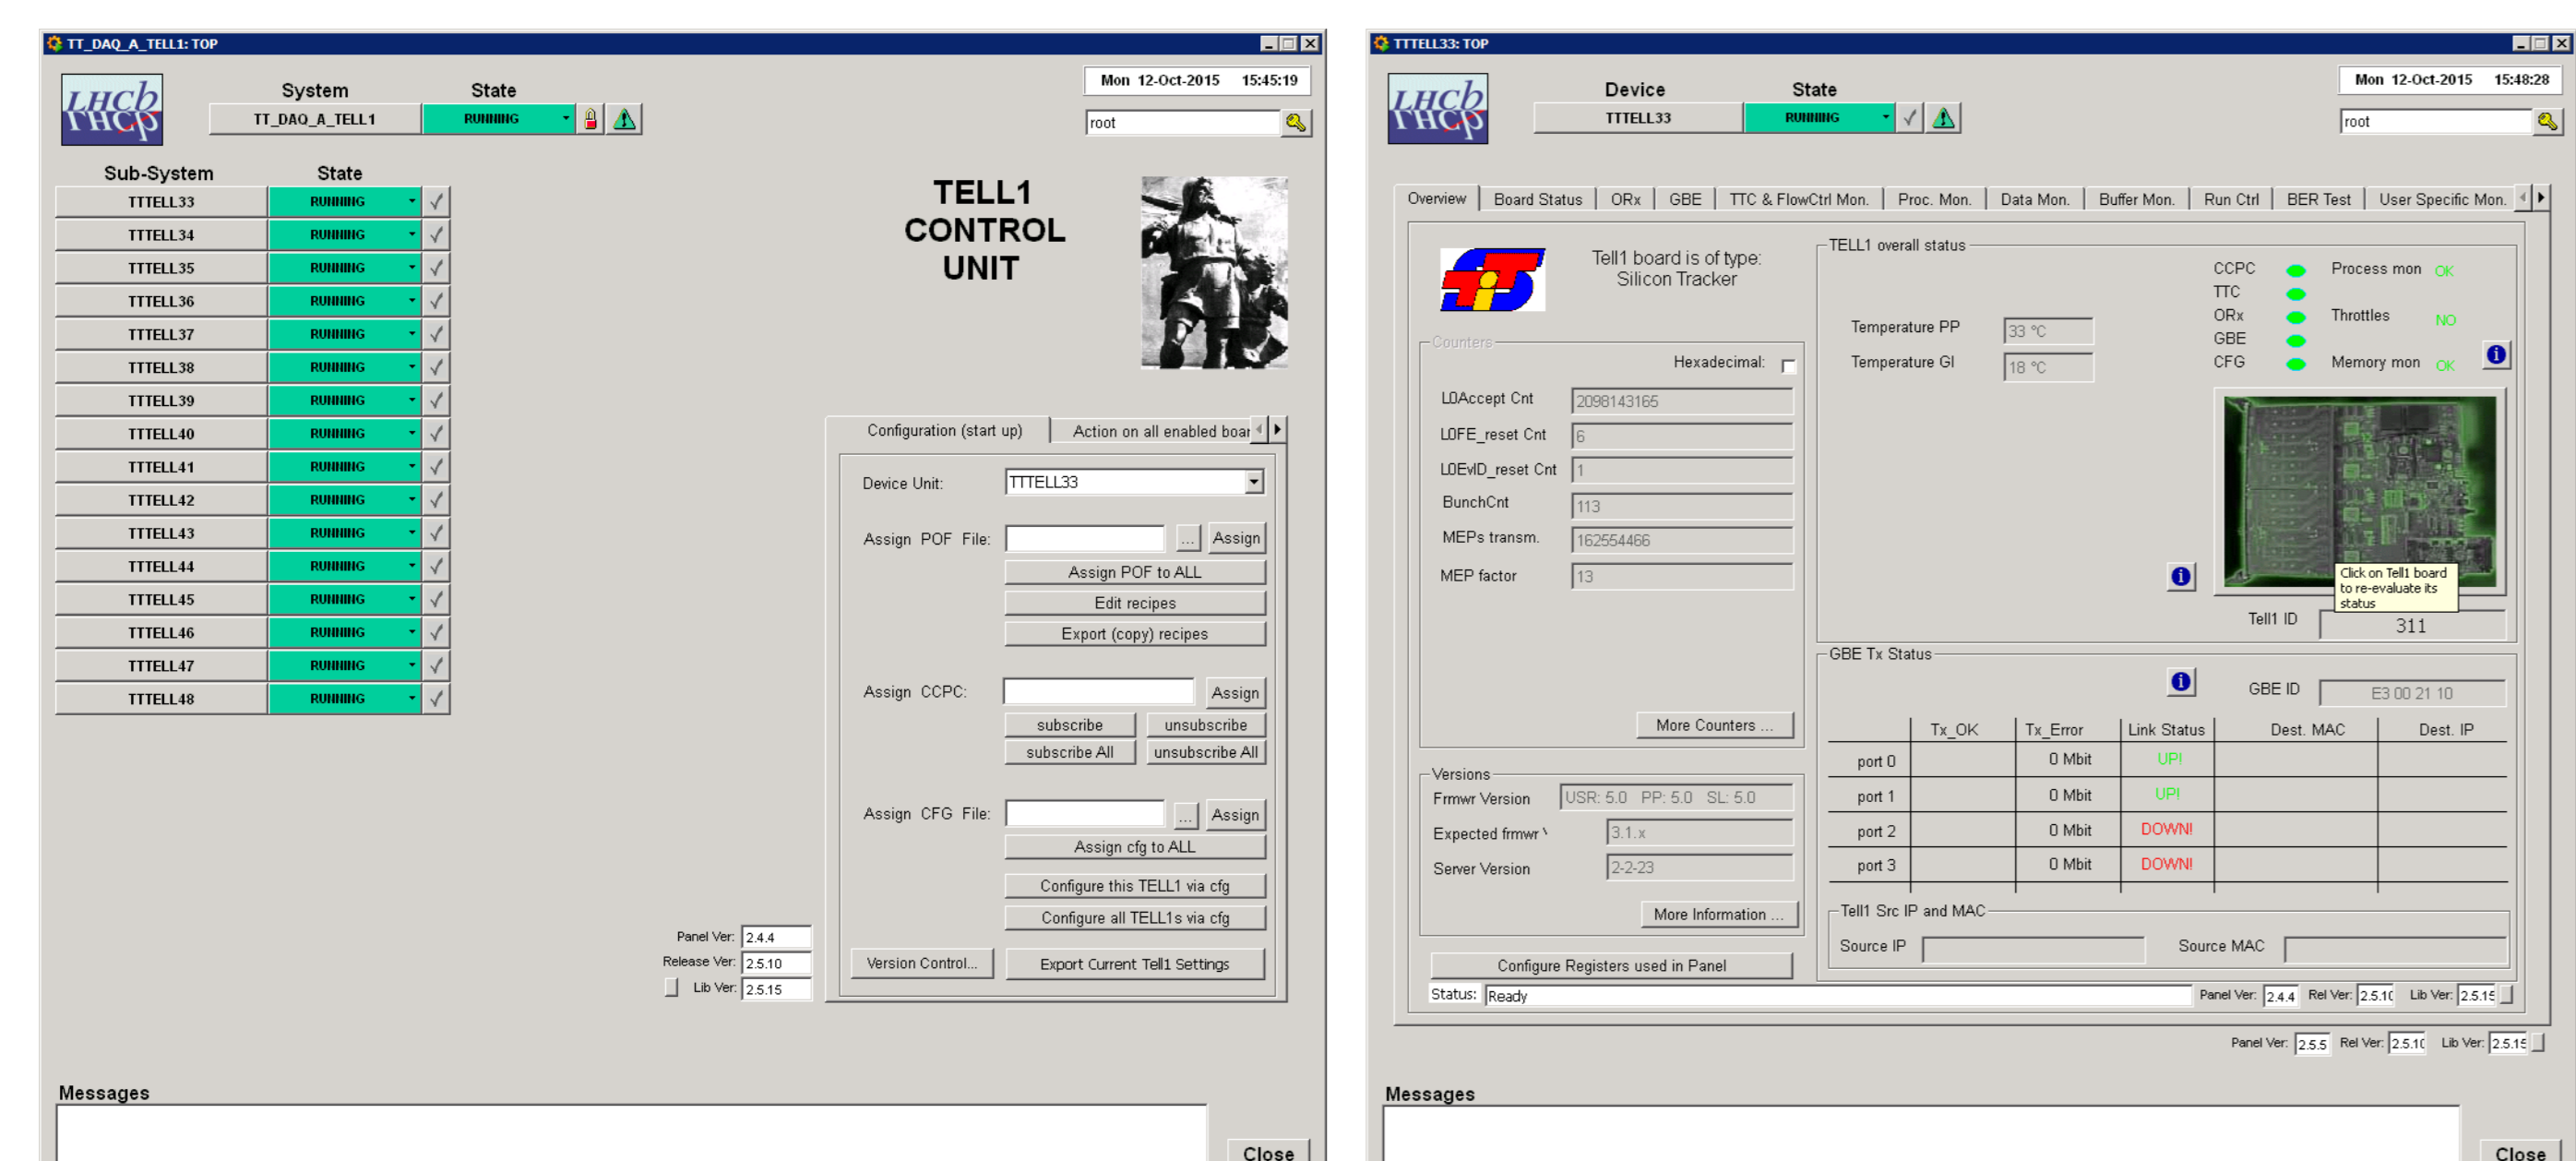 TT_DAQ_A_TELL1: TOP
LHCb
System State
TT_DAQ_A_TELL1 RUNNING
Mon 12-Oct-2015 15:45:19
root
Sub-System State
TTTELL33 RUNNING
TTTELL34 RUNNING
TTTELL35 RUNNING
TTTELL36 RUNNING
TTTELL37 RUNNING
TTTELL38 RUNNING
TTTELL39 RUNNING
TTTELL40 RUNNING
TTTELL41 RUNNING
TTTELL42 RUNNING
TTTELL43 RUNNING
TTTELL44 RUNNING
TTTELL45 RUNNING
TTTELL46 RUNNING
TTTELL47 RUNNING
TTTELL48 RUNNING
TELL1
CONTROL
UNIT
Configuration (start up) Action on all enabled boar
Device Unit: TTTELL33
Assign POF File: ... Assign
Assign POF to ALL
Edit recipes
Export (copy) recipes
Assign CCPC: Assign
subscribe unsubscribe
subscribe All unsubscribe All
Assign CFG File: ... Assign
Assign cfg to ALL
Configure this TELL1 via cfg
Configure all TELL1s via cfg
Version Control... Export Current Tell1 Settings
Panel Ver: 2.4.4
Release Ver: 2.5.10
Lib Ver: 2.5.15
Messages
Close
TTTELL33: TOP
LHCb
Device State
TTTELL33 RUNNING
Mon 12-Oct-2015 15:48:28
root
Overview Board Status ORx GBE TTC & FlowCtrl Mon. Proc. Mon. Data Mon. Buffer Mon. Run Ctrl BER Test User Specific Mon.
Tell1 board is of type:
Silicon Tracker
Counters
Hexadecimal:
L0Accept Cnt 2098143165
L0FE_reset Cnt 6
L0EvID_reset Cnt 1
BunchCnt 113
MEPs transm. 162554466
MEP factor 13
More Counters ...
Versions
Frmwr Version USR: 5.0 PP: 5.0 SL: 5.0
Expected frmwr 3.1.x
Server Version 2-2-23
More Information ...
Configure Registers used in Panel
TELL1 overall status
Temperature PP 33 °C
Temperature GI 18 °C
CCPC Process mon OK
TTC
ORx Throttles NO
GBE
CFG Memory mon OK
Click on Tell1 board
to re-evaluate its
status
Tell1 ID 311
GBE Tx Status
GBE ID E3 00 21 10
Tx_OK Tx_Error Link Status Dest. MAC Dest. IP
port 0 0 Mbit UP!
port 1 0 Mbit UP!
port 2 0 Mbit DOWN!
port 3 0 Mbit DOWN!
Tell1 Src IP and MAC
Source IP Source MAC
Status: Ready
Panel Ver: 2.4.4 Rel Ver: 2.5.10 Lib Ver: 2.5.15
Panel Ver: 2.5.5 Rel Ver: 2.5.10 Lib Ver: 2.5.15
Messages
Close